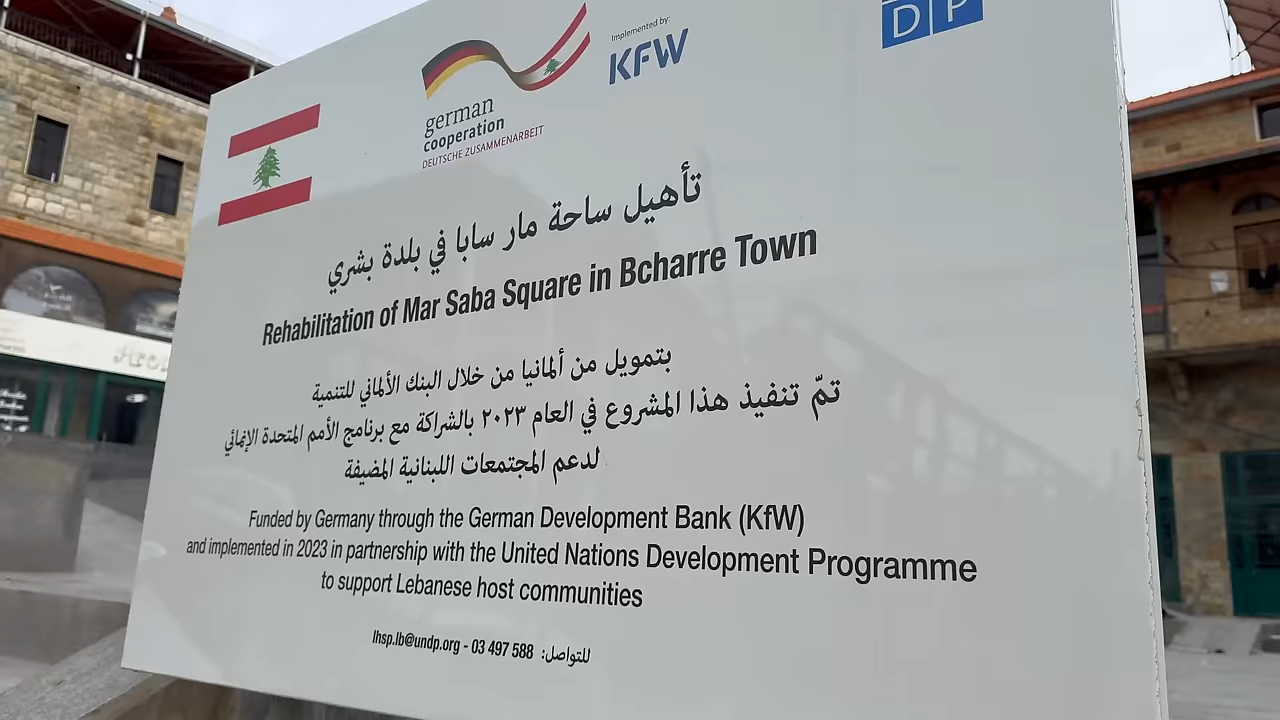 Implemented by:
KFW
DP
german
cooperation
DEUTSCHE ZUSAMMENARBEIT
تأهيل ساحة مار سابا في بلدة بشري
Rehabilitation of Mar Saba Square in Bcharre Town
بتمويل من ألمانيا من خلال البنك الألماني للتنمية
تمّ تنفيذ هذا المشروع في العام ٢٠٢٣ بالشراكة مع برنامج الأمم المتحدة الإنمائي
لدعم المجتمعات اللبنانية المضيفة
Funded by Germany through the German Development Bank (KfW)
and implemented in 2023 in partnership with the United Nations Development Programme
to support Lebanese host communities
للتواصل: lhsp.lb@undp.org - 03 497 588